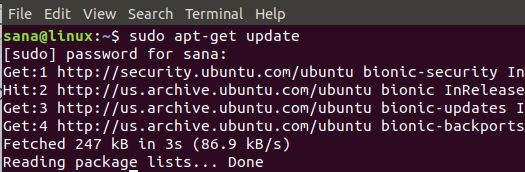 File Edit View Search Terminal Help
sana@linux:~$ sudo apt-get update
[sudo] password for sana:
Get:1 http://security.ubuntu.com/ubuntu bionic-security In
Hit:2 http://us.archive.ubuntu.com/ubuntu bionic InRelease
Get:3 http://us.archive.ubuntu.com/ubuntu bionic-updates I
Get:4 http://us.archive.ubuntu.com/ubuntu bionic-backports
Fetched 247 kB in 3s (86.9 kB/s)
Reading package lists... Done